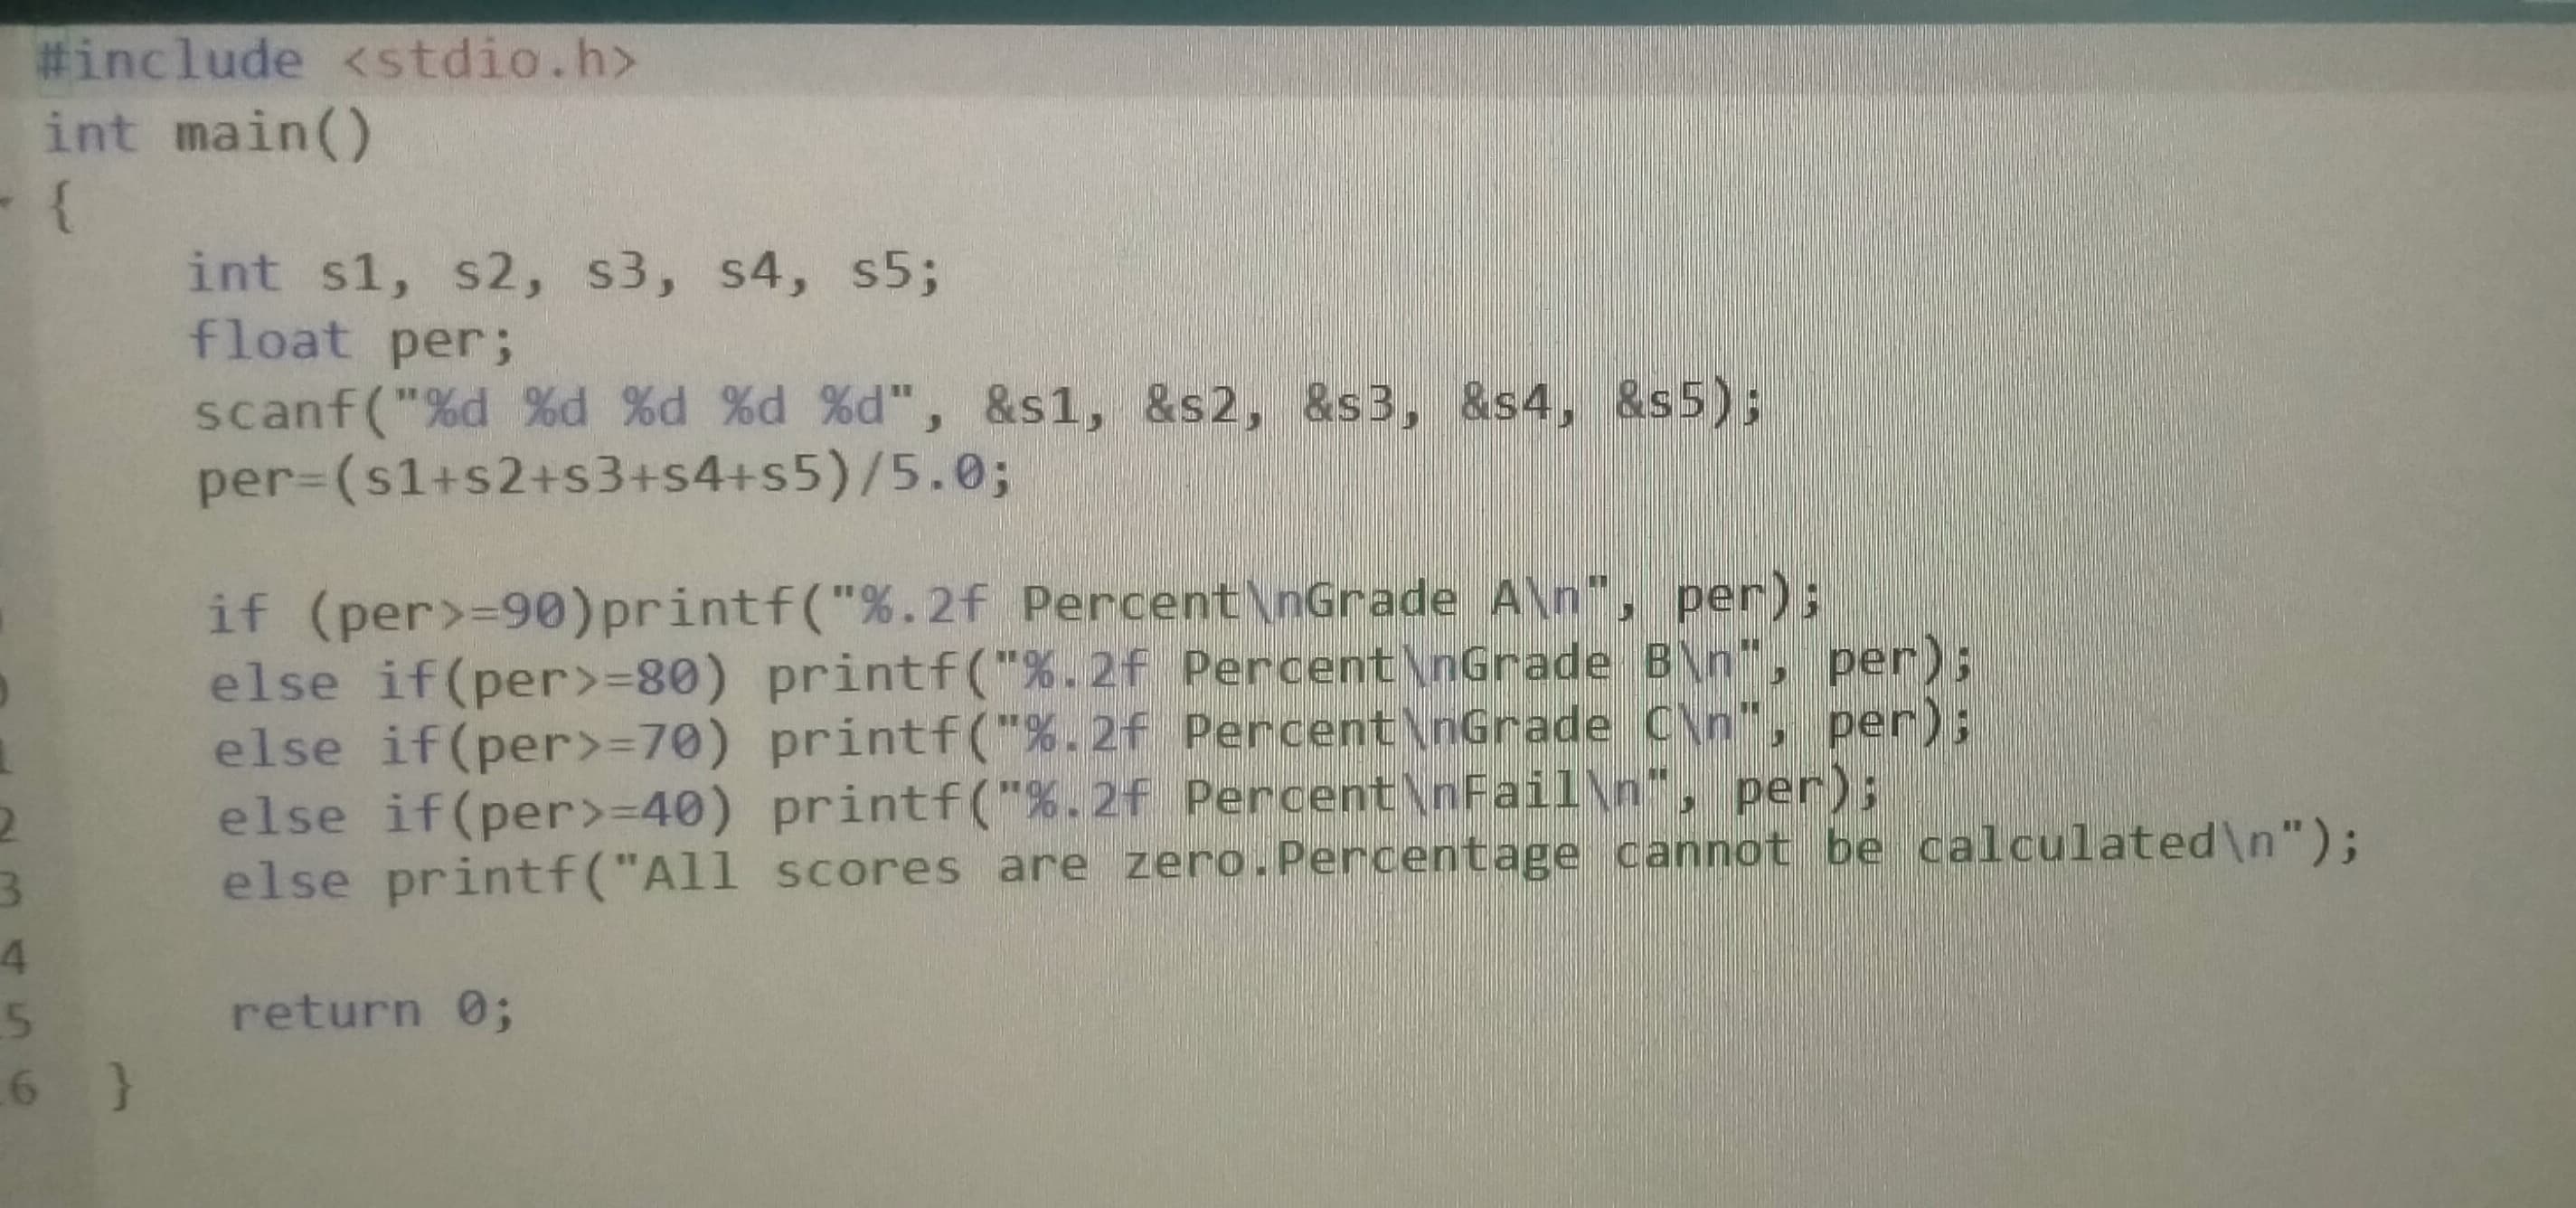 #include <stdio.h>
int main()
{
int s1, s2, s3, s4, s5;
float per;
scanf("%d %d %d %d %d", &s1, &s2, &s3, &s4, &s5);
per=(s1+s2+s3+s4+s5)/5.0;
if (per>=90)printf("%.2f Percent\nGrade A\n", per);
else if(per>=80) printf("%.2f Percent\nGrade B\n", per);
else if(per>=70) printf("%.2f Percent\nGrade C\n", per);
2 else if(per>=40) printf("%.2f Percent\nFail\n", per);
3 else printf("All scores are zero.Percentage cannot be calculated\n");
4
5 return 0;
6 }